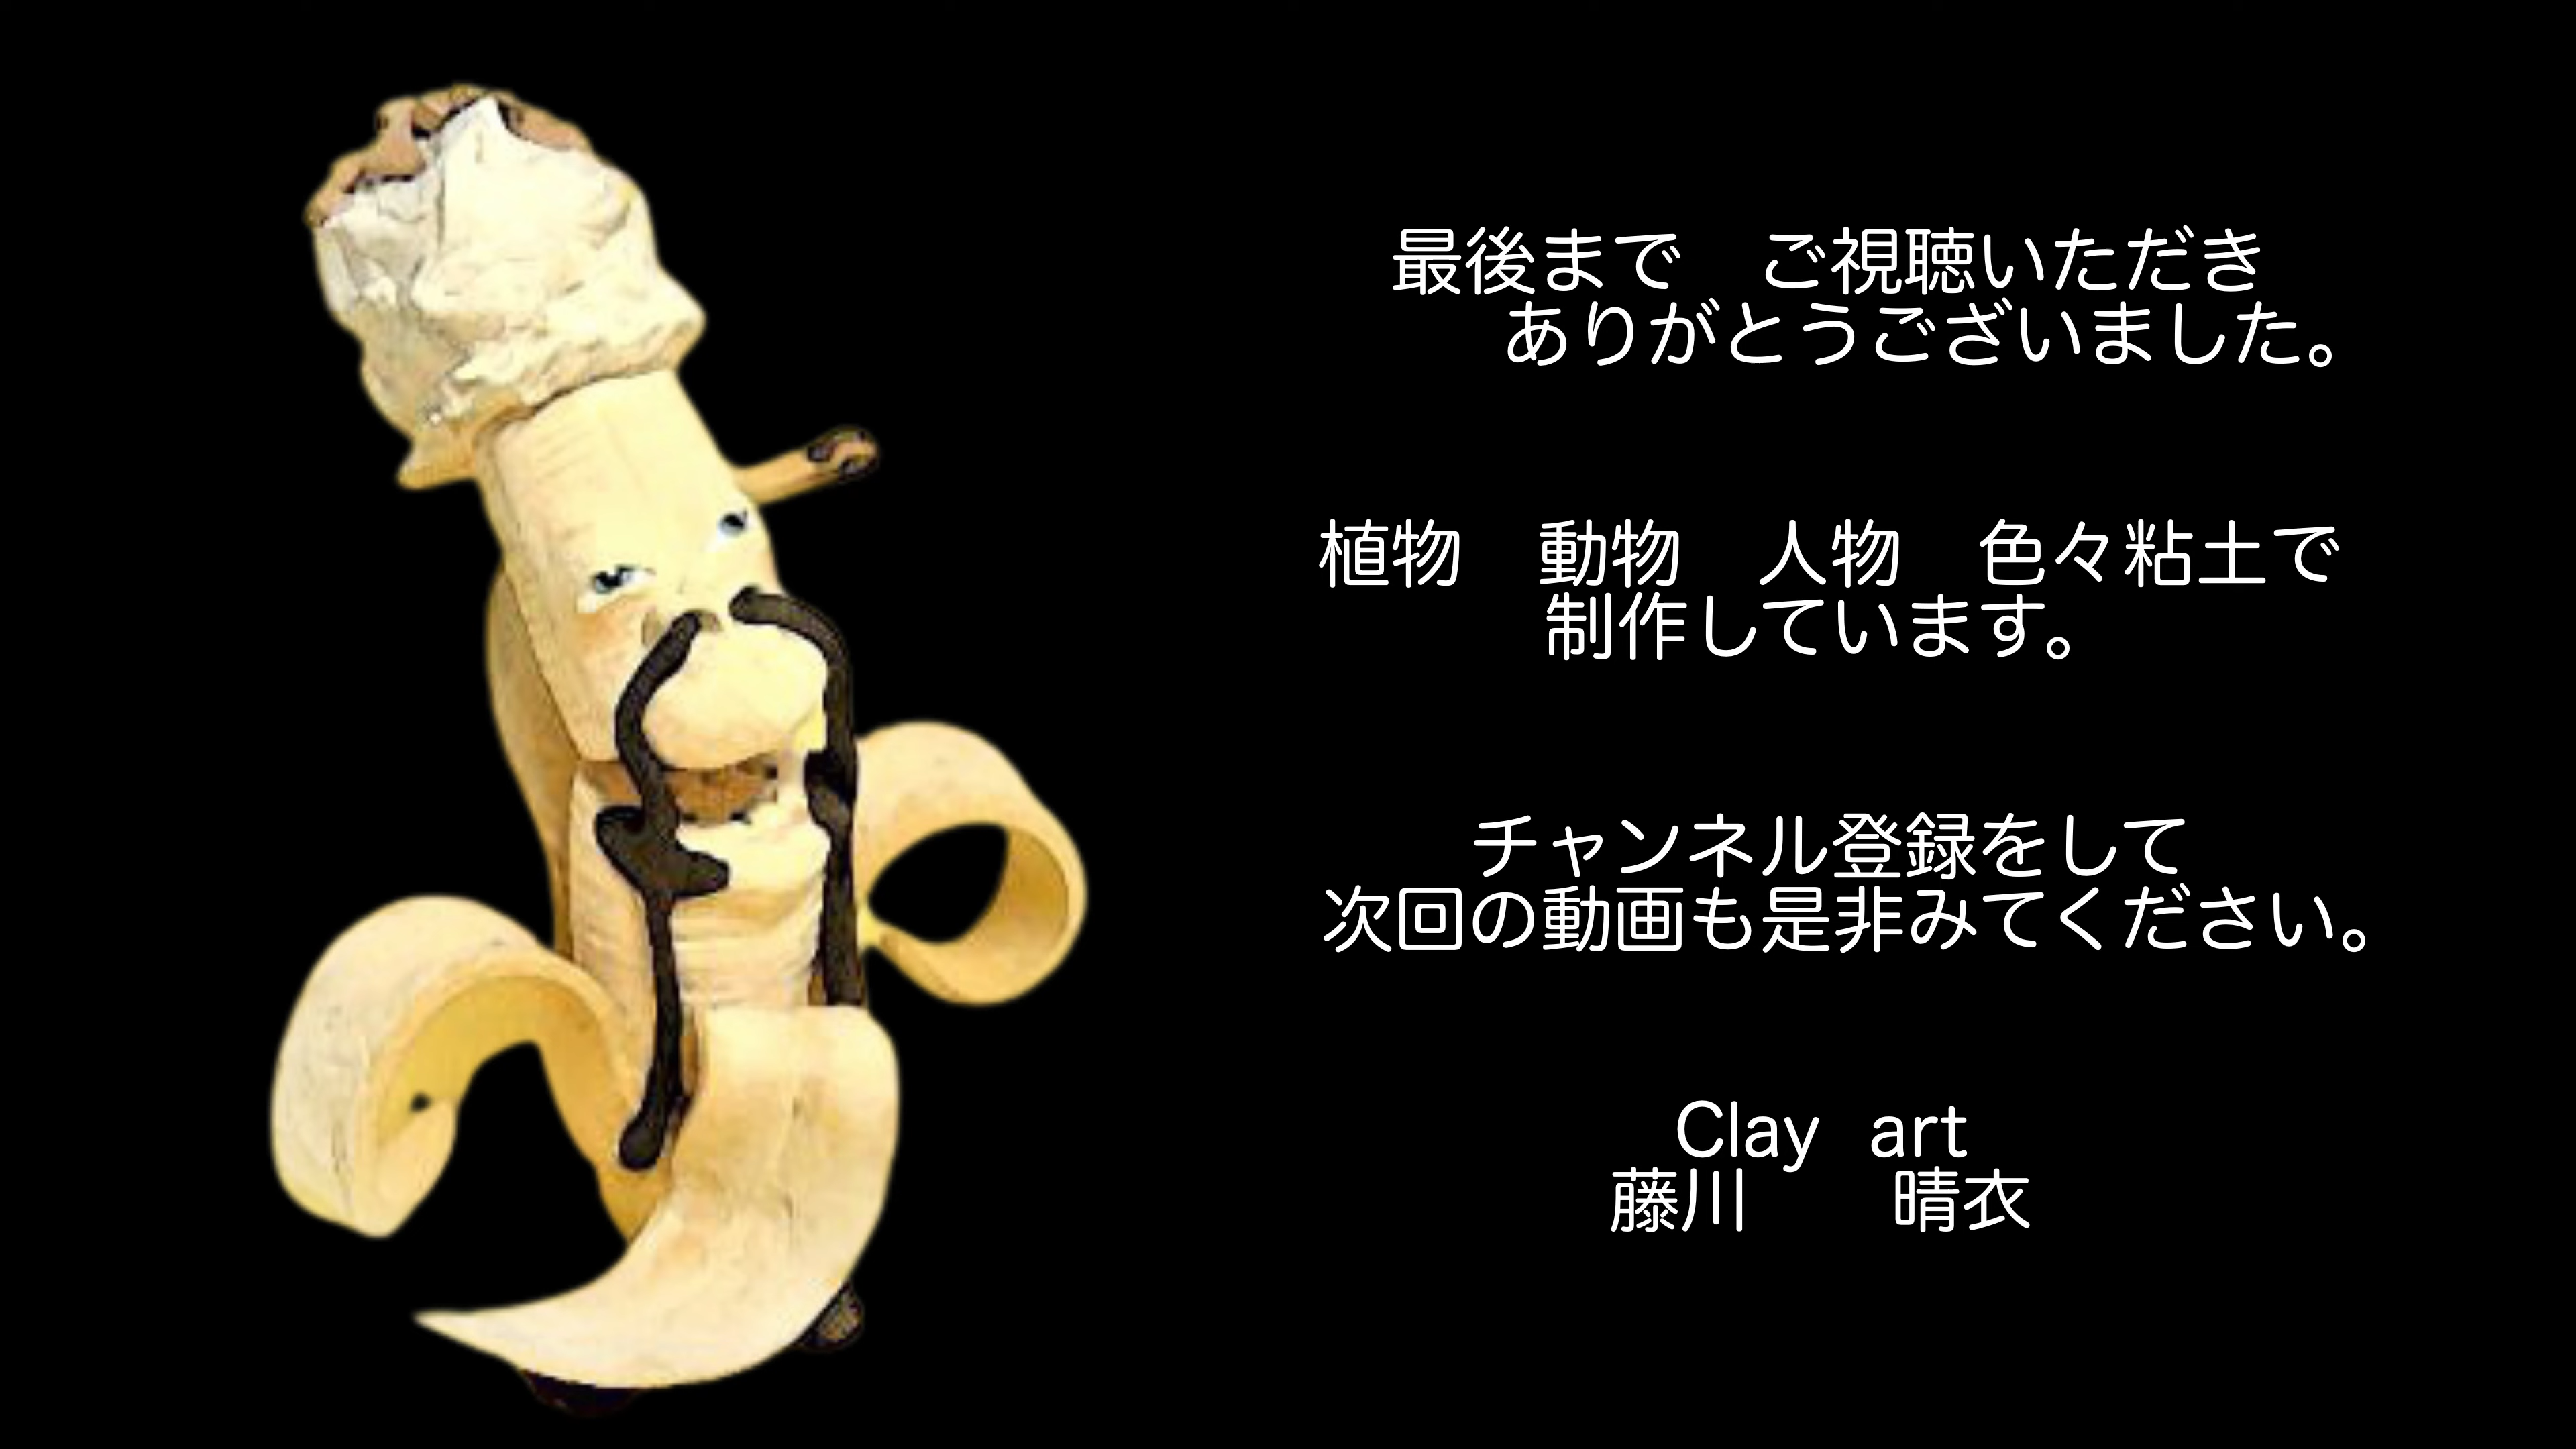 最後まで　ご視聴いただき
ありがとうございました。
植物　動物　人物　色々粘土で
制作しています。
チャンネル登録をして
次回の動画も是非みてください。
Clay art
藤川　　晴衣